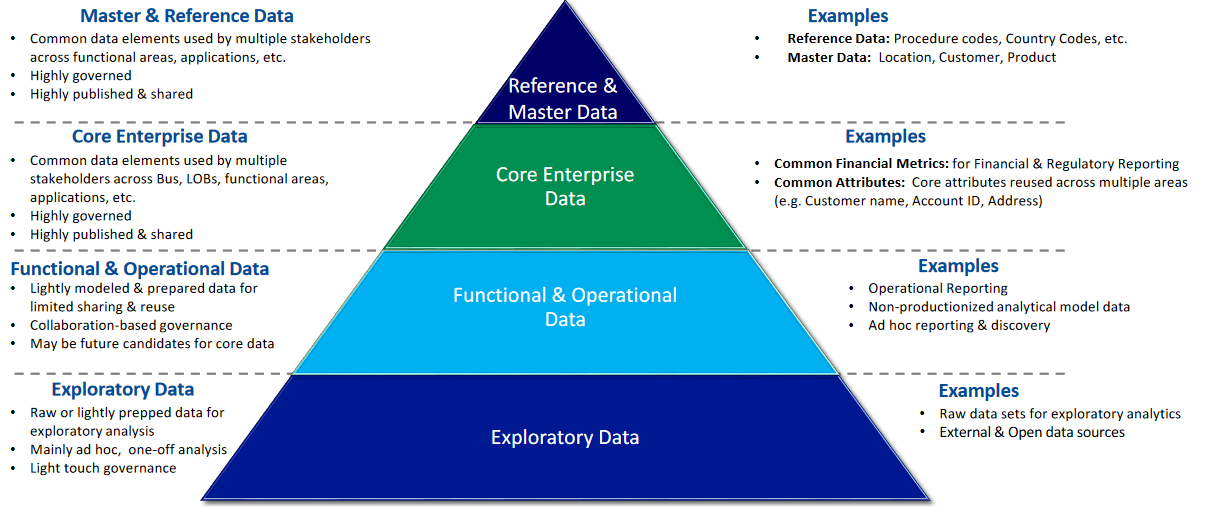 Master & Reference Data
• Common data elements used by multiple stakeholders
across functional areas, applications, etc.
• Highly governed
• Highly published & shared
Reference &
Master Data
Examples
• Reference Data: Procedure codes, Country Codes, etc.
• Master Data: Location, Customer, Product
Core Enterprise Data
• Common data elements used by multiple
stakeholders across Bus, LOBs, functional areas,
applications, etc.
• Highly governed
• Highly published & shared
Core Enterprise
Data
Examples
• Common Financial Metrics: for Financial & Regulatory Reporting
• Common Attributes: Core attributes reused across multiple areas
(e.g. Customer name, Account ID, Address)
Functional & Operational Data
• Lightly modeled & prepared data for
limited sharing & reuse
• Collaboration-based governance
• May be future candidates for core data
Functional & Operational
Data
Examples
• Operational Reporting
• Non-productionized analytical model data
• Ad hoc reporting & discovery
Exploratory Data
• Raw or lightly prepped data for
exploratory analysis
• Mainly ad hoc, one-off analysis
• Light touch governance
Exploratory Data
Examples
• Raw data sets for exploratory analytics
• External & Open data sources